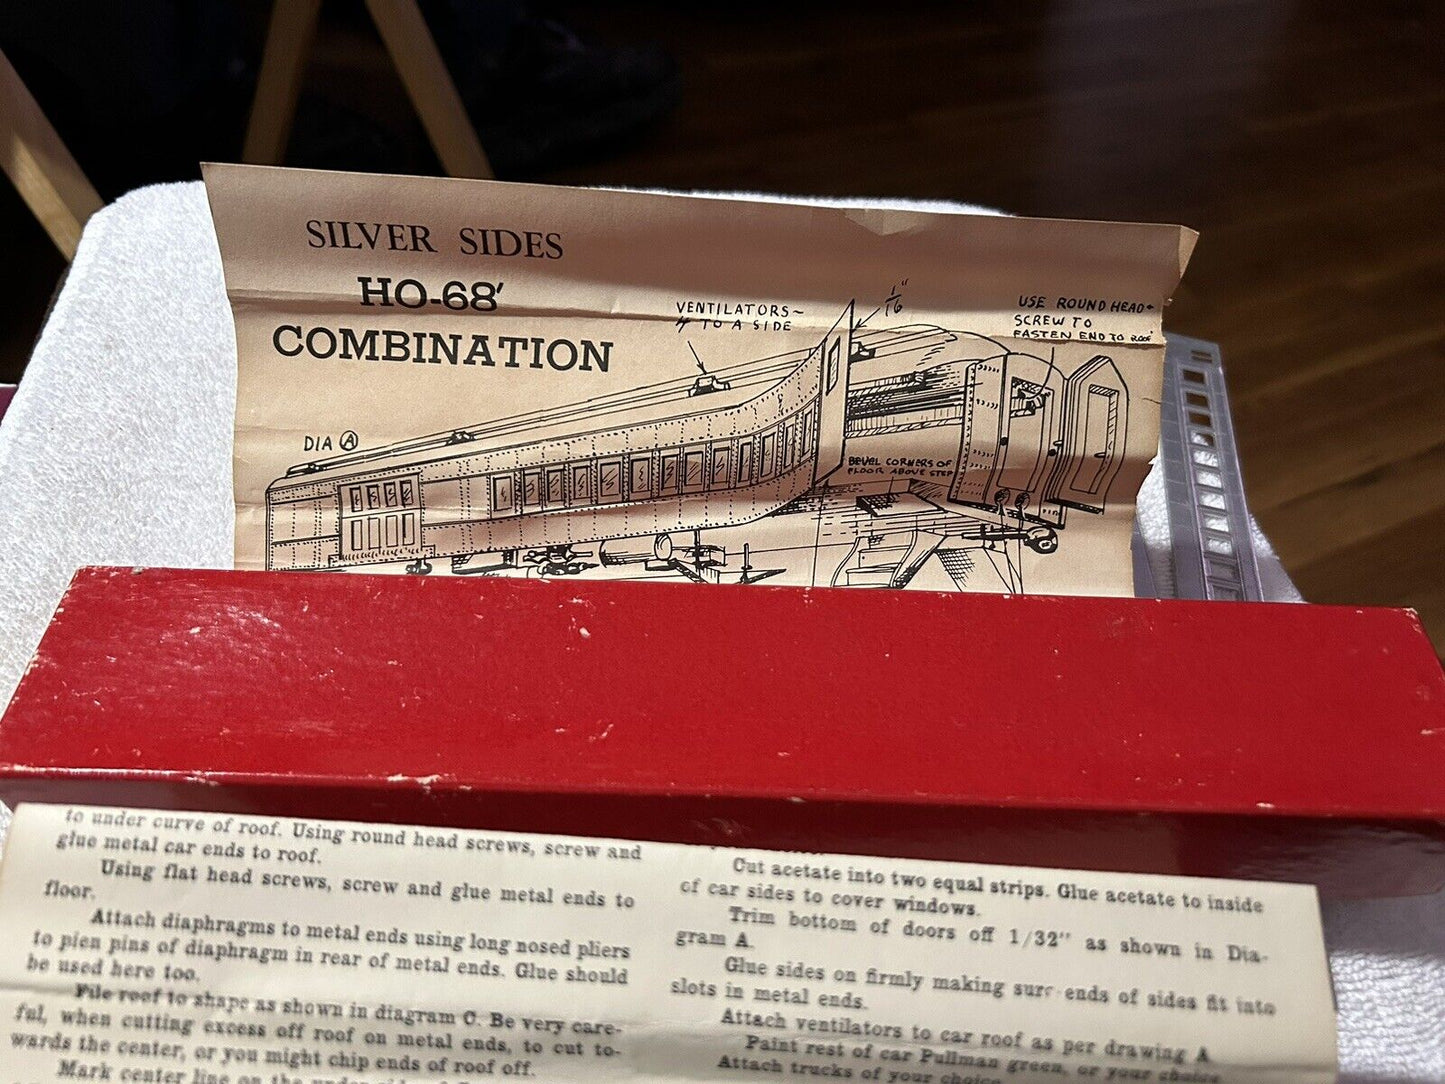 SILVER SIDES
HO-68'
COMBINATION
VENTILATORS~
4 TO A SIDE
1/16"
USE ROUND HEAD
SCREW TO
FASTEN END TO ROOF
DIA A
BEVEL CORNERS OF
FLOOR ABOVE STEP
to under curve of roof. Using round head screws, screw and
glue metal car ends to roof.
Using flat head screws, screw and glue metal ends to
floor.
Attach diaphragms to metal ends using long nosed pliers
to pien pins of diaphragm in rear of metal ends. Glue should
be used here too.
File roof to shape as shown in diagram C. Be very care-
ful, when cutting excess off roof on metal ends, to cut to-
wards the center, or you might chip ends of roof off.
Mark center line on the under side of
Cut acetate into two equal strips. Glue acetate to inside
of car sides to cover windows.
Trim bottom of doors off 1/32" as shown in Dia-
gram A.
Glue sides on firmly making sure ends of sides fit into
slots in metal ends.
Attach ventilators to car roof as per drawing A
Paint rest of car Pullman green, or your choice.
Attach trucks of your choice